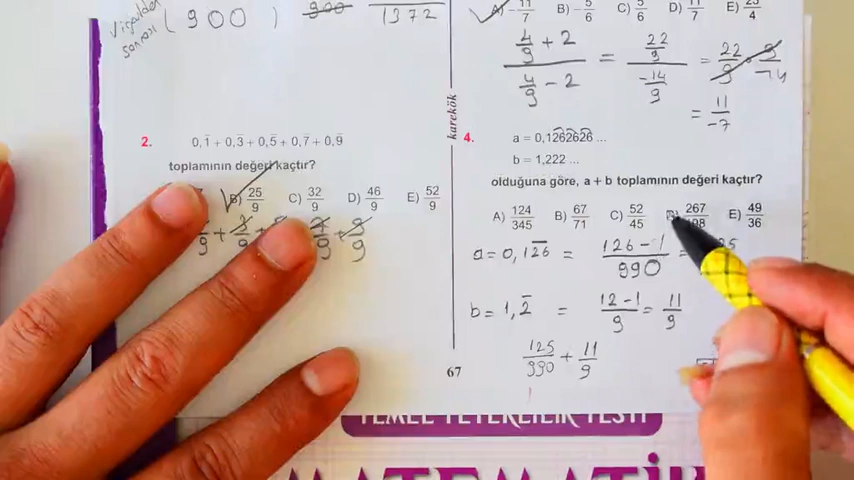 virgülden
sonrası ( 900 ) 900
1372
A) -11/7 B) -5/6 C) 5/6 D) 11/7 E) 23/4
4/9 + 2 / 4/9 - 2 = 22/9 / -14/9 = 22/9 . 9/-14
= 11/-7
karekök
2. 0,1̅ + 0,3̅ + 0,5̅ + 0,7̅ + 0,9̅
toplamının değeri kaçtır?
B) 25/9 C) 32/9 D) 46/9 E) 52/9
4. a = 0,1262626 ...
b = 1,222 ...
olduğuna göre, a + b toplamının değeri kaçtır?
A) 124/345 B) 67/71 C) 52/45 267/198 E) 49/36
a = 0,12̅6̅ = 126 - 1 / 990 =
b = 1,2̅ = 12 - 1 / 9 = 11/9
125/990 + 11/9
67
TEMEL YETERLİLİK TESTİ
MATEMATİK